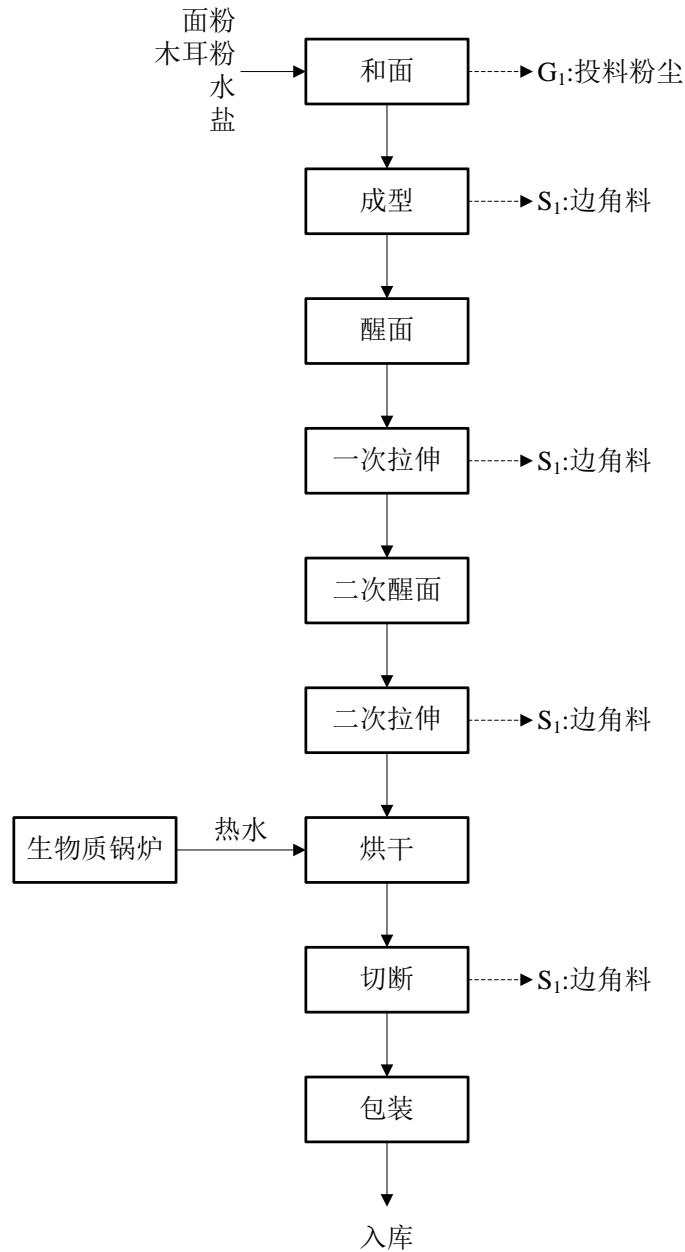 面粉
木耳粉
水
盐
和面
G₁:投料粉尘
成型
S₁:边角料
醒面
一次拉伸
S₁:边角料
二次醒面
二次拉伸
S₁:边角料
生物质锅炉
热水
烘干
切断
S₁:边角料
包装
入库